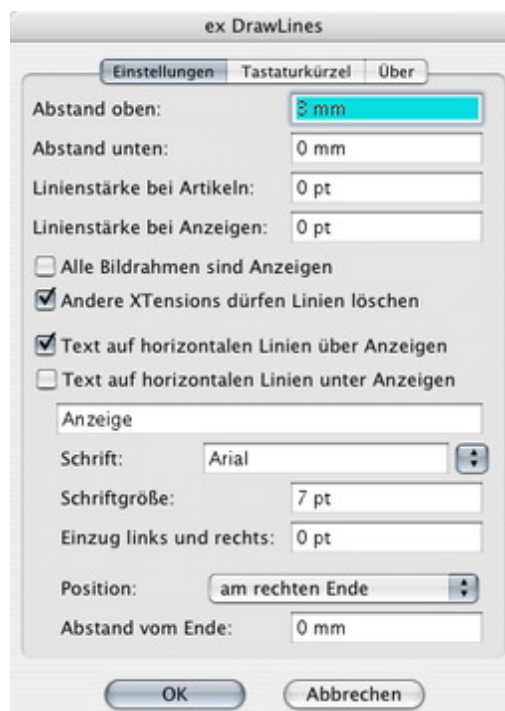 ex DrawLines
Einstellungen Tastaturkürzel Über
Abstand oben: 3 mm
Abstand unten: 0 mm
Linienstärke bei Artikeln: 0 pt
Linienstärke bei Anzeigen: 0 pt
Alle Bildrahmen sind Anzeigen
Andere XTensions dürfen Linien löschen
Text auf horizontalen Linien über Anzeigen
Text auf horizontalen Linien unter Anzeigen
Anzeige
Schrift: Arial
Schriftgröße: 7 pt
Einzug links und rechts: 0 pt
Position: am rechten Ende
Abstand vom Ende: 0 mm
OK Abbrechen